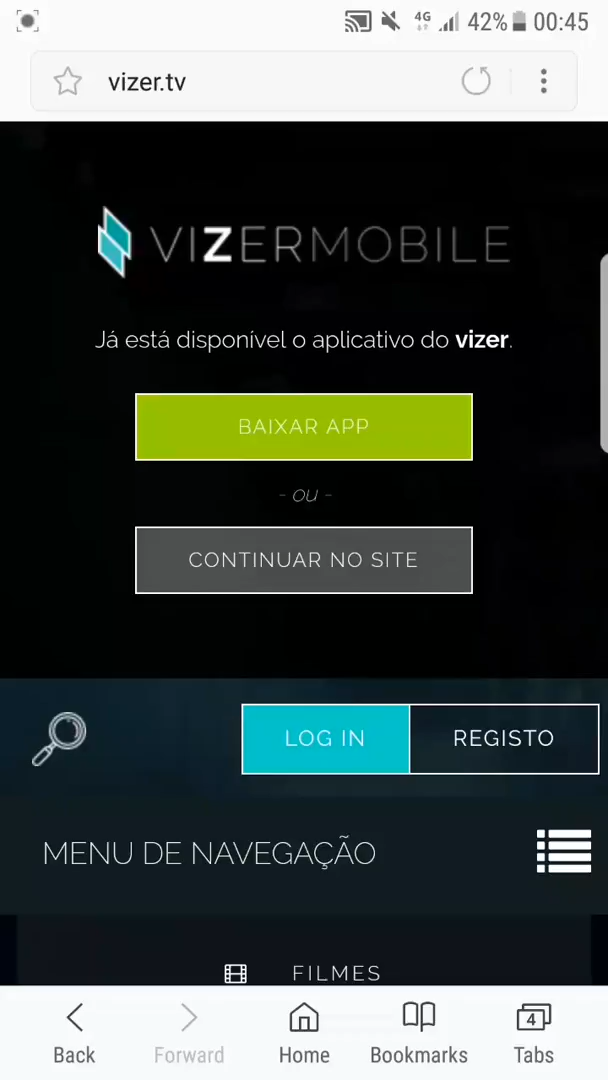 4G 42% 00:45
vizer.tv
VIZERMOBILE
Já está disponível o aplicativo do vizer.
BAIXAR APP
- ou -
CONTINUAR NO SITE
LOG IN REGISTO
MENU DE NAVEGAÇÃO
FILMES
4
Back Forward Home Bookmarks Tabs